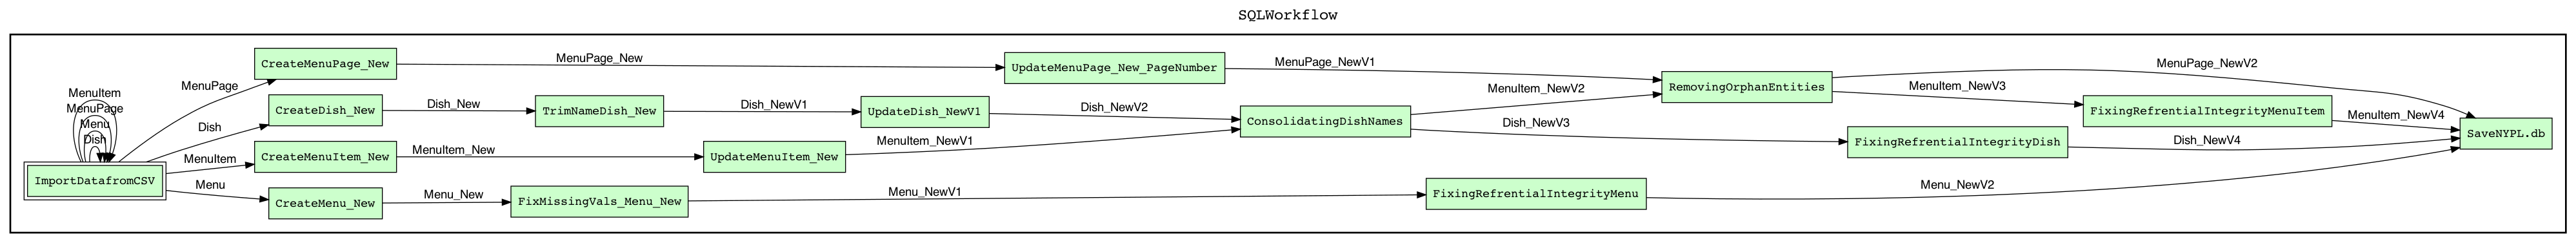 SQLWorkflow
MenuItem
MenuPage
Menu
Dish
ImportDatafromCSV
MenuPage
Dish
MenuItem
Menu
CreateMenuPage_New
MenuPage_New
UpdateMenuPage_New_PageNumber
MenuPage_NewV1
CreateDish_New
Dish_New
TrimNameDish_New
Dish_NewV1
UpdateDish_NewV1
Dish_NewV2
CreateMenuItem_New
MenuItem_New
UpdateMenuItem_New
MenuItem_NewV1
ConsolidatingDishNames
MenuItem_NewV2
Dish_NewV3
RemovingOrphanEntities
MenuPage_NewV2
MenuItem_NewV3
FixingRefrentialIntegrityMenuItem
MenuItem_NewV4
FixingRefrentialIntegrityDish
Dish_NewV4
CreateMenu_New
Menu_New
FixMissingVals_Menu_New
Menu_NewV1
FixingRefrentialIntegrityMenu
Menu_NewV2
SaveNYPL.db